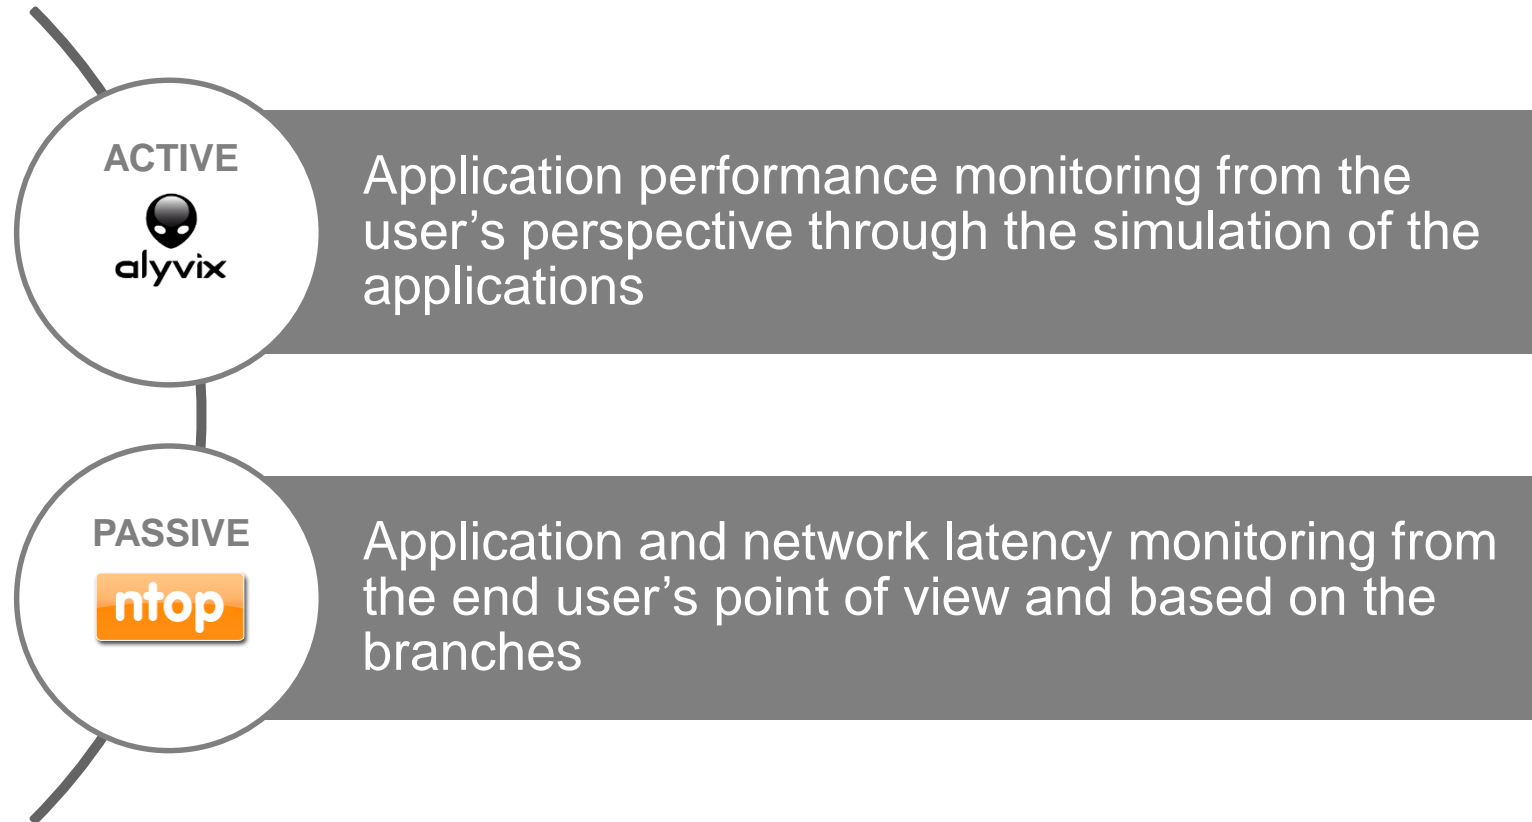 ACTIVE
alyvix
Application performance monitoring from the
user’s perspective through the simulation of the
applications
PASSIVE
ntop
Application and network latency monitoring from
the end user’s point of view and based on the
branches